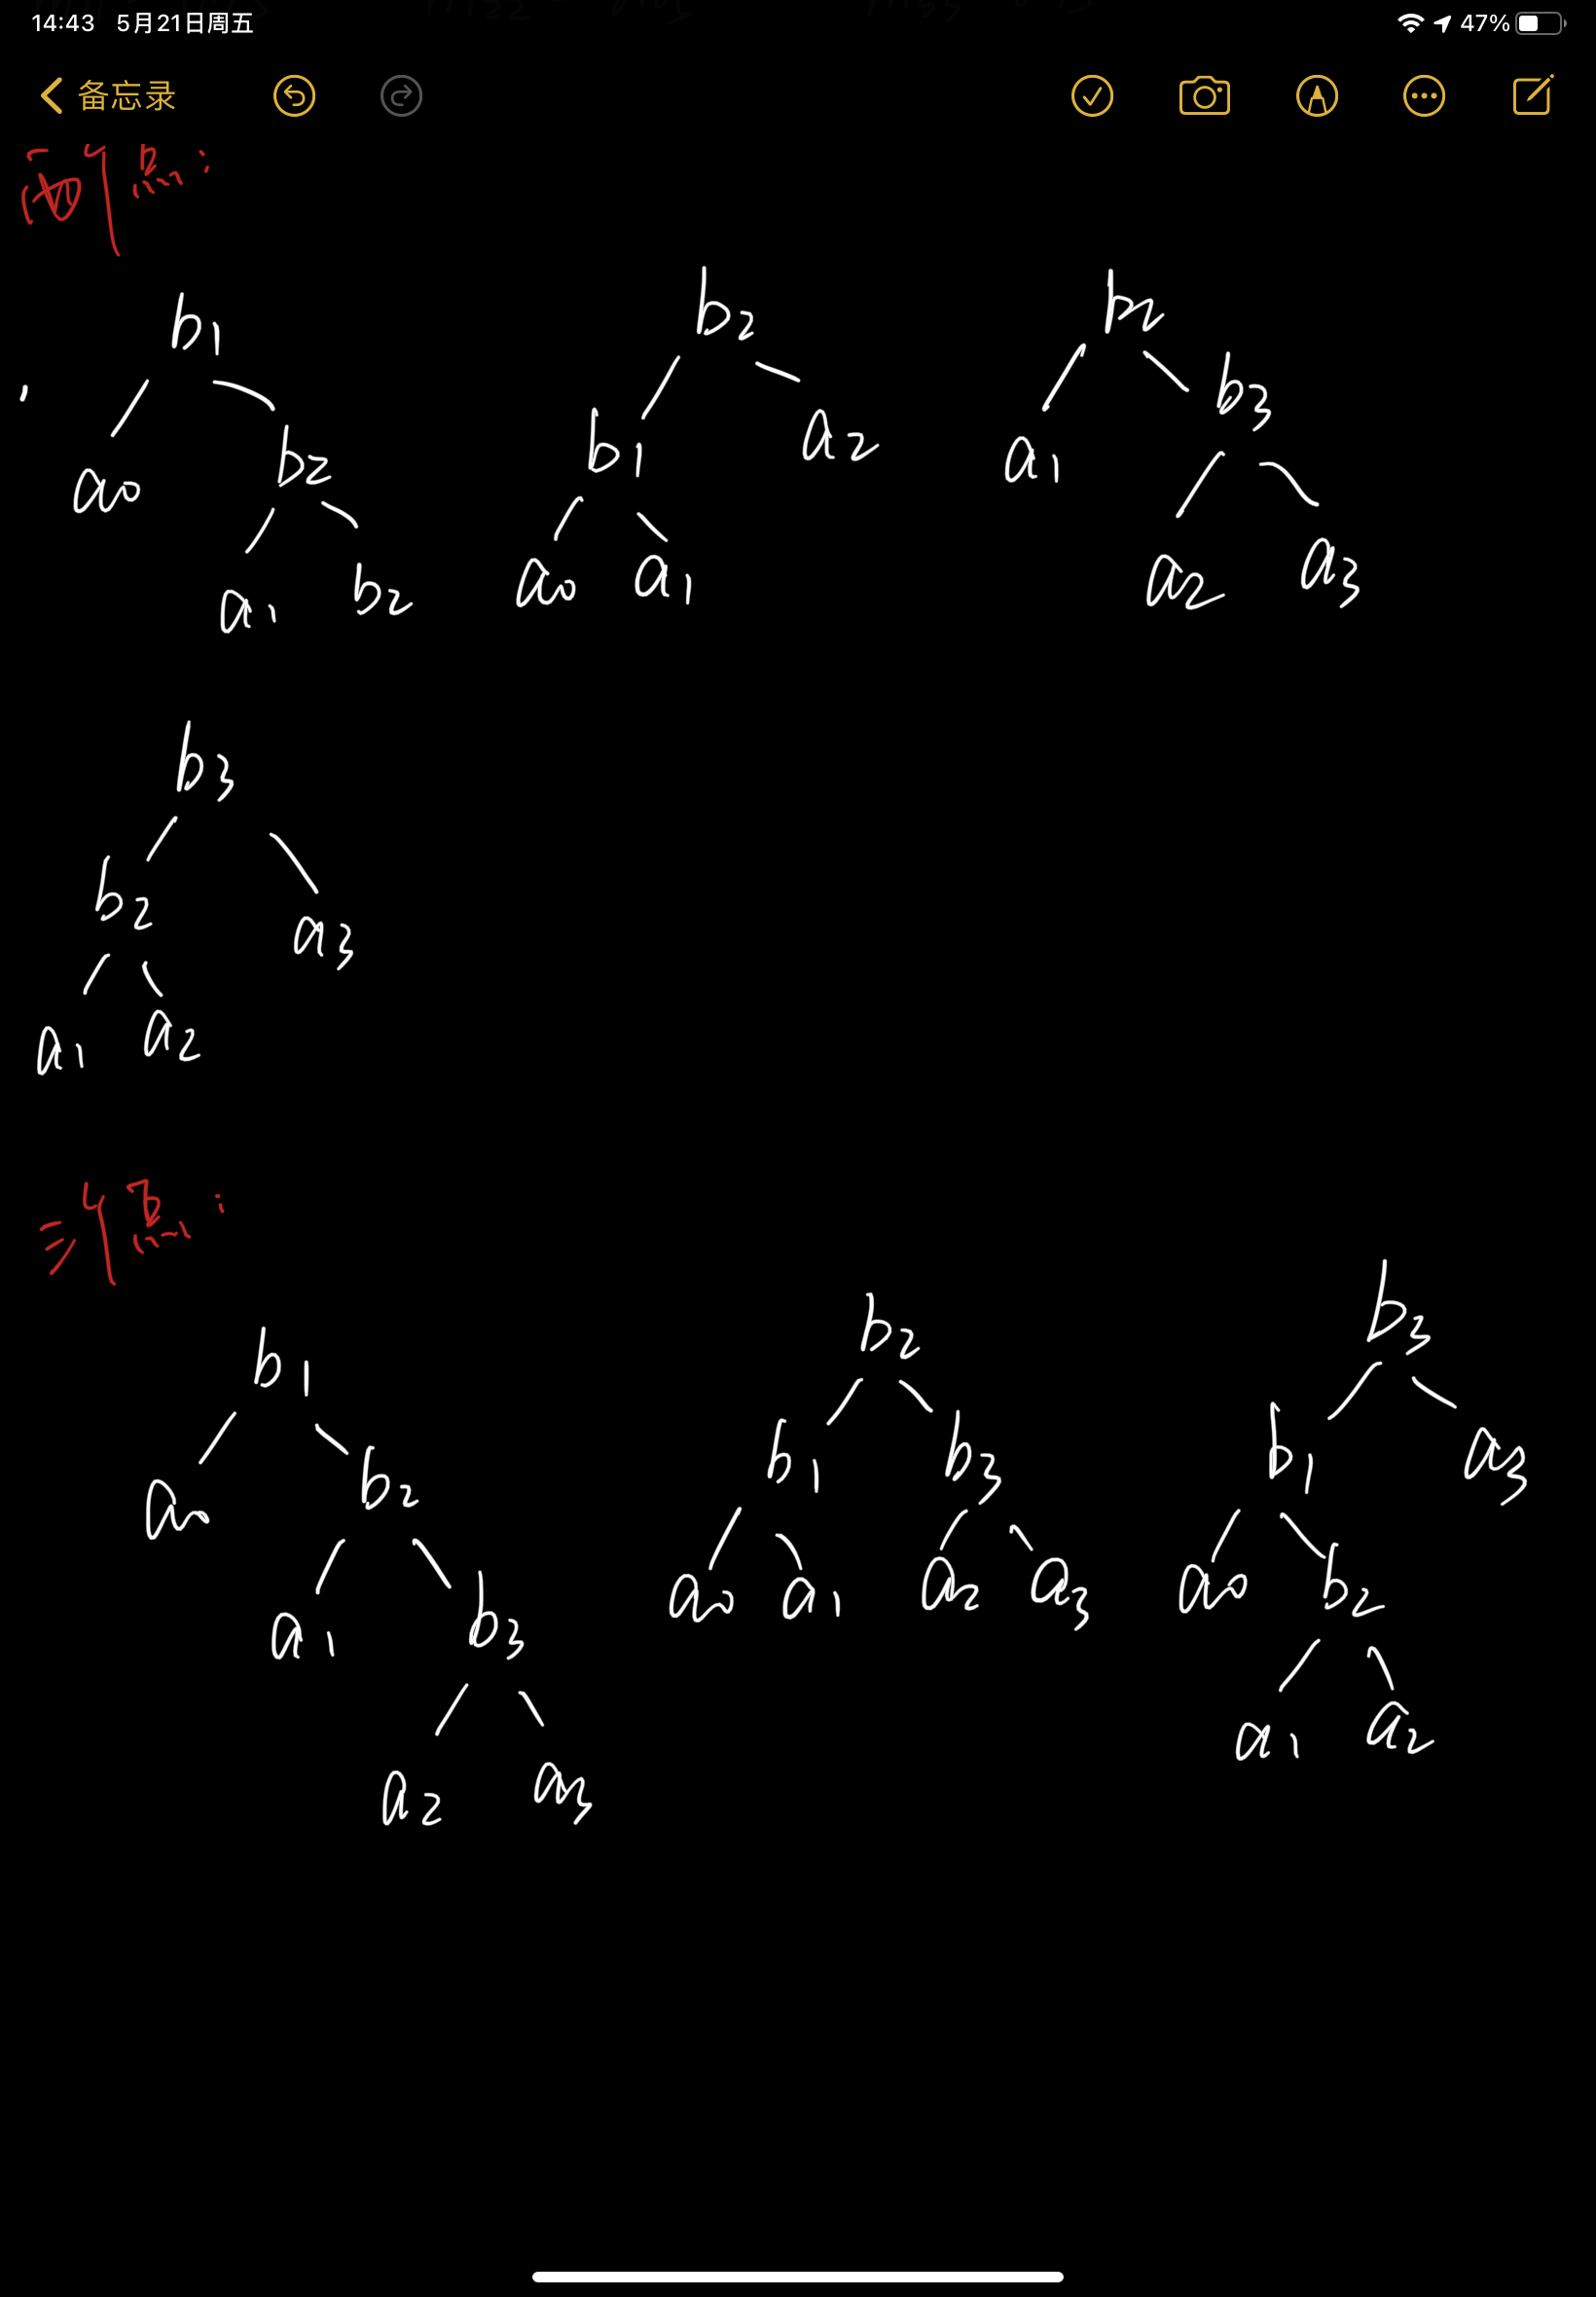 14:43 5月21日周五 47%
备忘录
两个点:
b1 b2 b2
a0 b2 b1 a2 a1 b3
a1 b2 a0 a1 a2 a3
b3
b2 a3
a1 a2
三个点:
b1 b2 b3
a0 b2 b1 b3 b1 a3
a1 b3 a0 a1 a2 a3 a0 b2
a2 a3 a1 a2